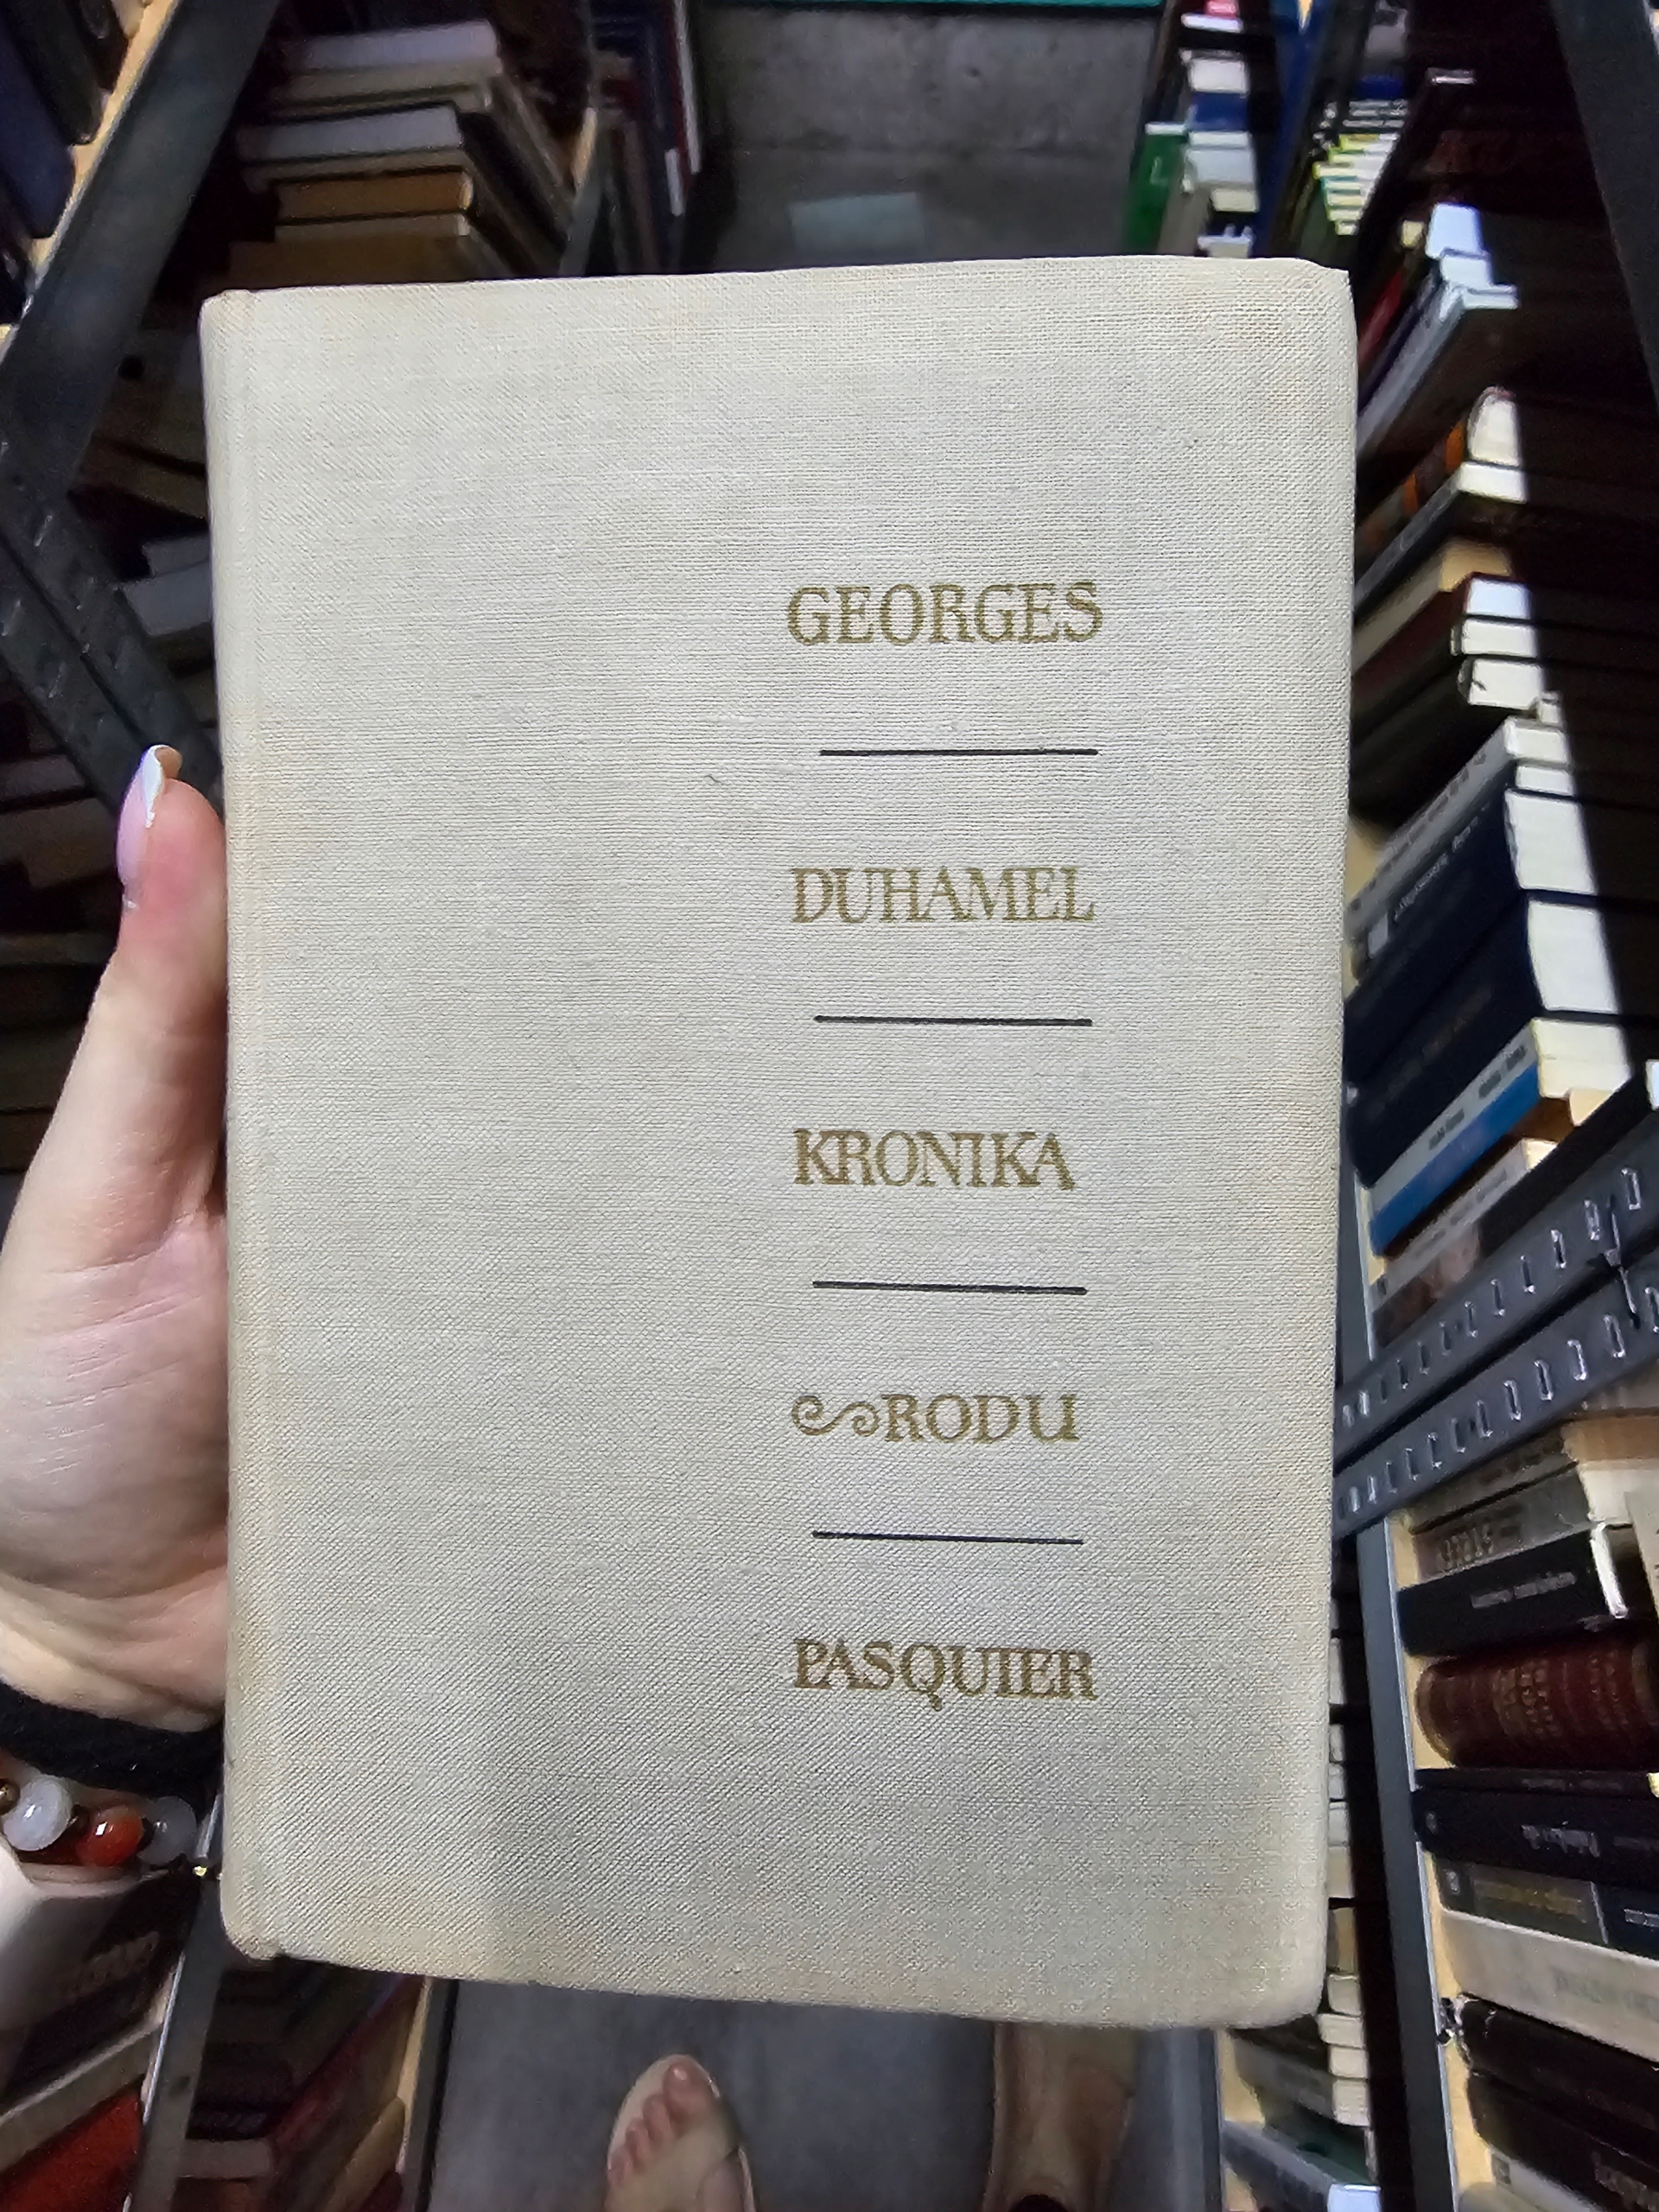 GEORGES
DUHAMEL
KRONIKA
RODU
PASQUIER